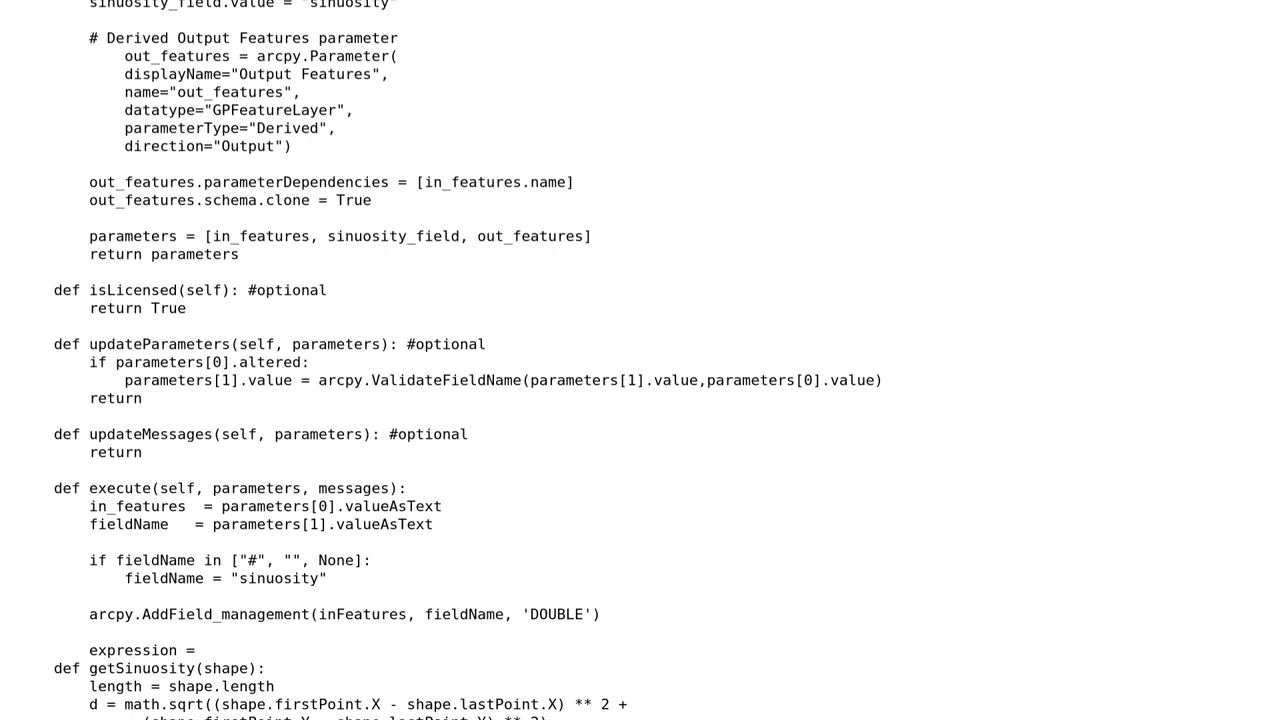 sinuosity_field.value = "sinuosity"
# Derived Output Features parameter
out_features = arcpy.Parameter(
displayName="Output Features",
name="out_features",
datatype="GPFeatureLayer",
parameterType="Derived",
direction="Output")
out_features.parameterDependencies = [in_features.name]
out_features.schema.clone = True
parameters = [in_features, sinuosity_field, out_features]
return parameters
def isLicensed(self): #optional
return True
def updateParameters(self, parameters): #optional
if parameters[0].altered:
parameters[1].value = arcpy.ValidateFieldName(parameters[1].value,parameters[0].value)
return
def updateMessages(self, parameters): #optional
return
def execute(self, parameters, messages):
in_features  = parameters[0].valueAsText
fieldName   = parameters[1].valueAsText
if fieldName in ["#", "", None]:
fieldName = "sinuosity"
arcpy.AddField_management(inFeatures, fieldName, 'DOUBLE')
expression =
def getSinuosity(shape):
length = shape.length
d = math.sqrt((shape.firstPoint.X - shape.lastPoint.X) ** 2 +